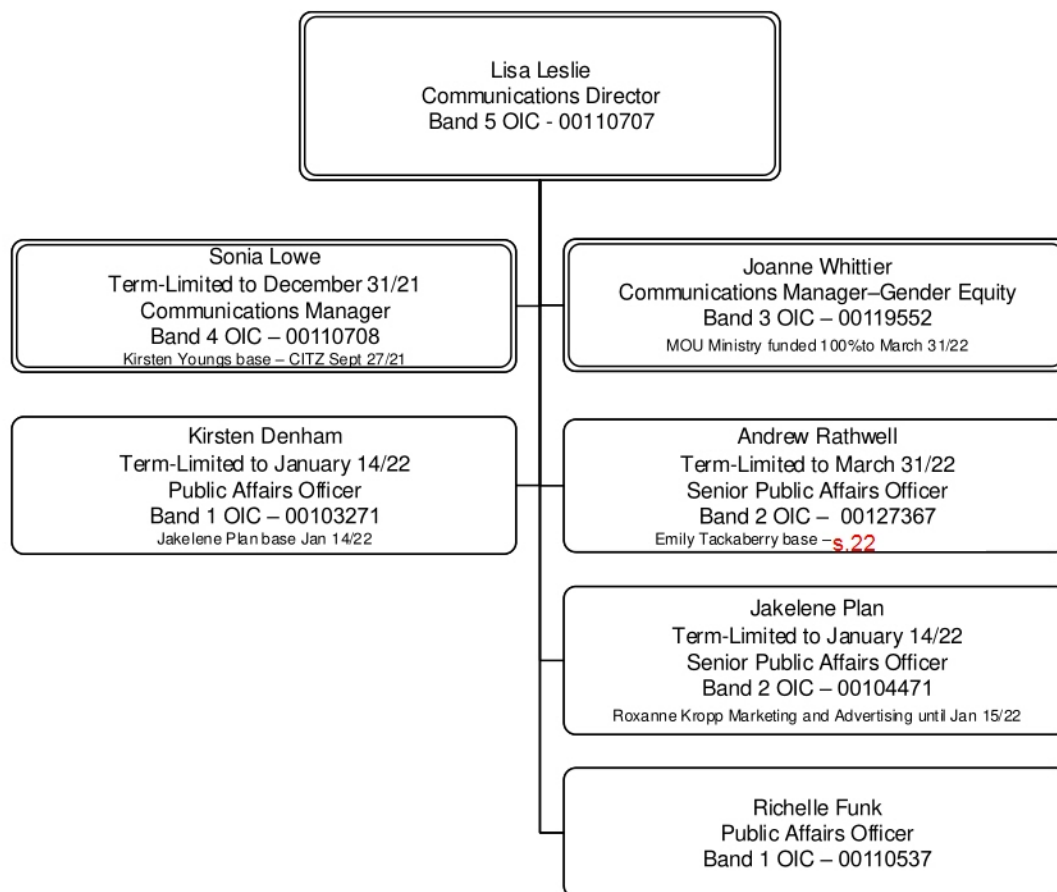 Lisa Leslie
Communications Director
Band 5 OIC - 00110707
Sonia Lowe
Term-Limited to December 31/21
Communications Manager
Band 4 OIC – 00110708
Kirsten Youngs base – CITZ Sept 27/21
Joanne Whittier
Communications Manager–Gender Equity
Band 3 OIC – 00119552
MOU Ministry funded 100%to March 31/22
Kirsten Denham
Term-Limited to January 14/22
Public Affairs Officer
Band 1 OIC – 00103271
Jakelene Plan base Jan 14/22
Andrew Rathwell
Term-Limited to March 31/22
Senior Public Affairs Officer
Band 2 OIC – 00127367
Emily Tackaberry base –s.22
Jakelene Plan
Term-Limited to January 14/22
Senior Public Affairs Officer
Band 2 OIC – 00104471
Roxanne Kropp Marketing and Advertising until Jan 15/22
Richelle Funk
Public Affairs Officer
Band 1 OIC – 00110537